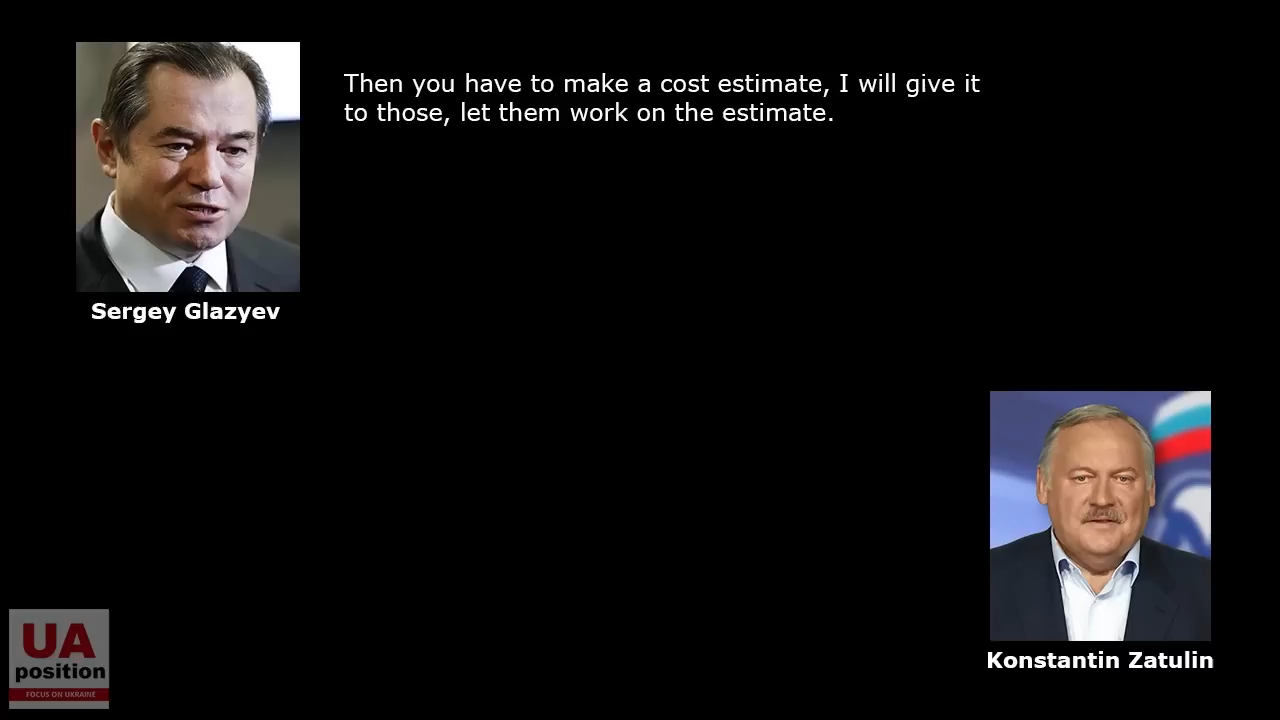 Then you have to make a cost estimate, I will give it
to those, let them work on the estimate.
Sergey Glazyev
Konstantin Zatulin
UA
position
FOCUS ON UKRAINE